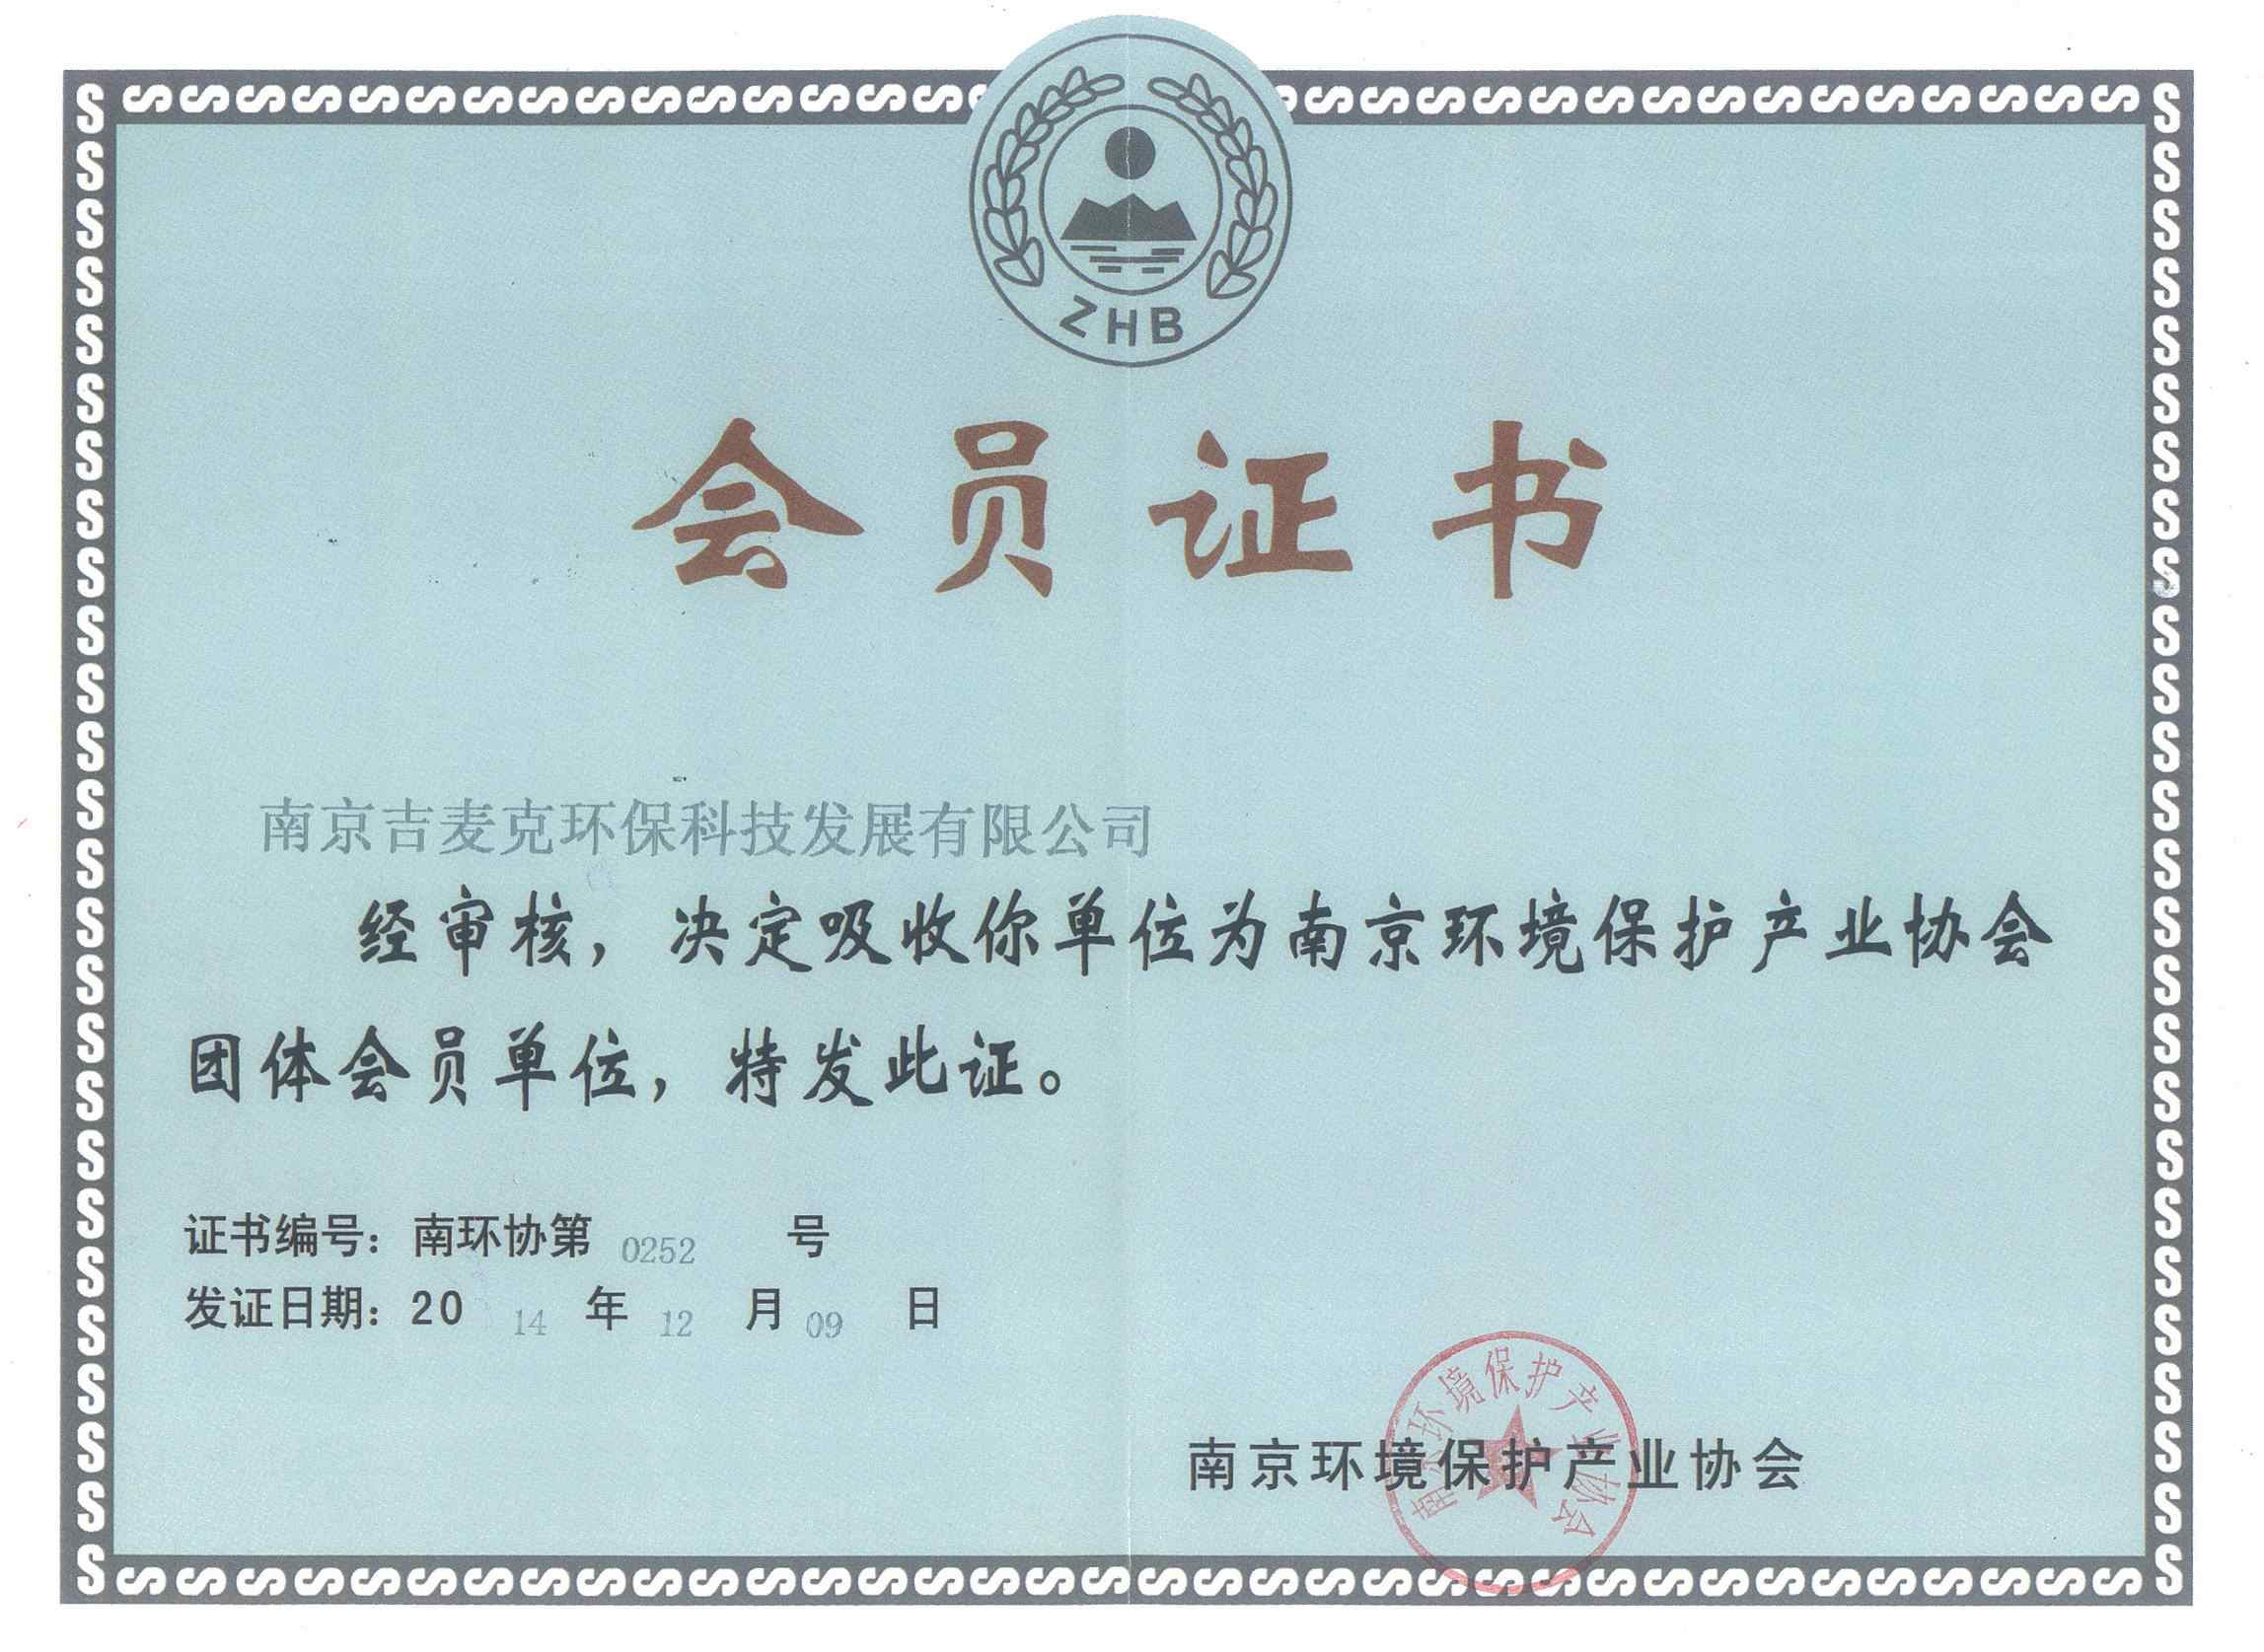 ZHB
会员证书
南京吉麦克环保科技发展有限公司
经审核，决定吸收你单位为南京环境保护产业协会
团体会员单位，特发此证。
证书编号：南环协第 0252 号
发证日期：20 14 年 12 月 09 日
南京环境保护产业协会
南京环境保护产业协会